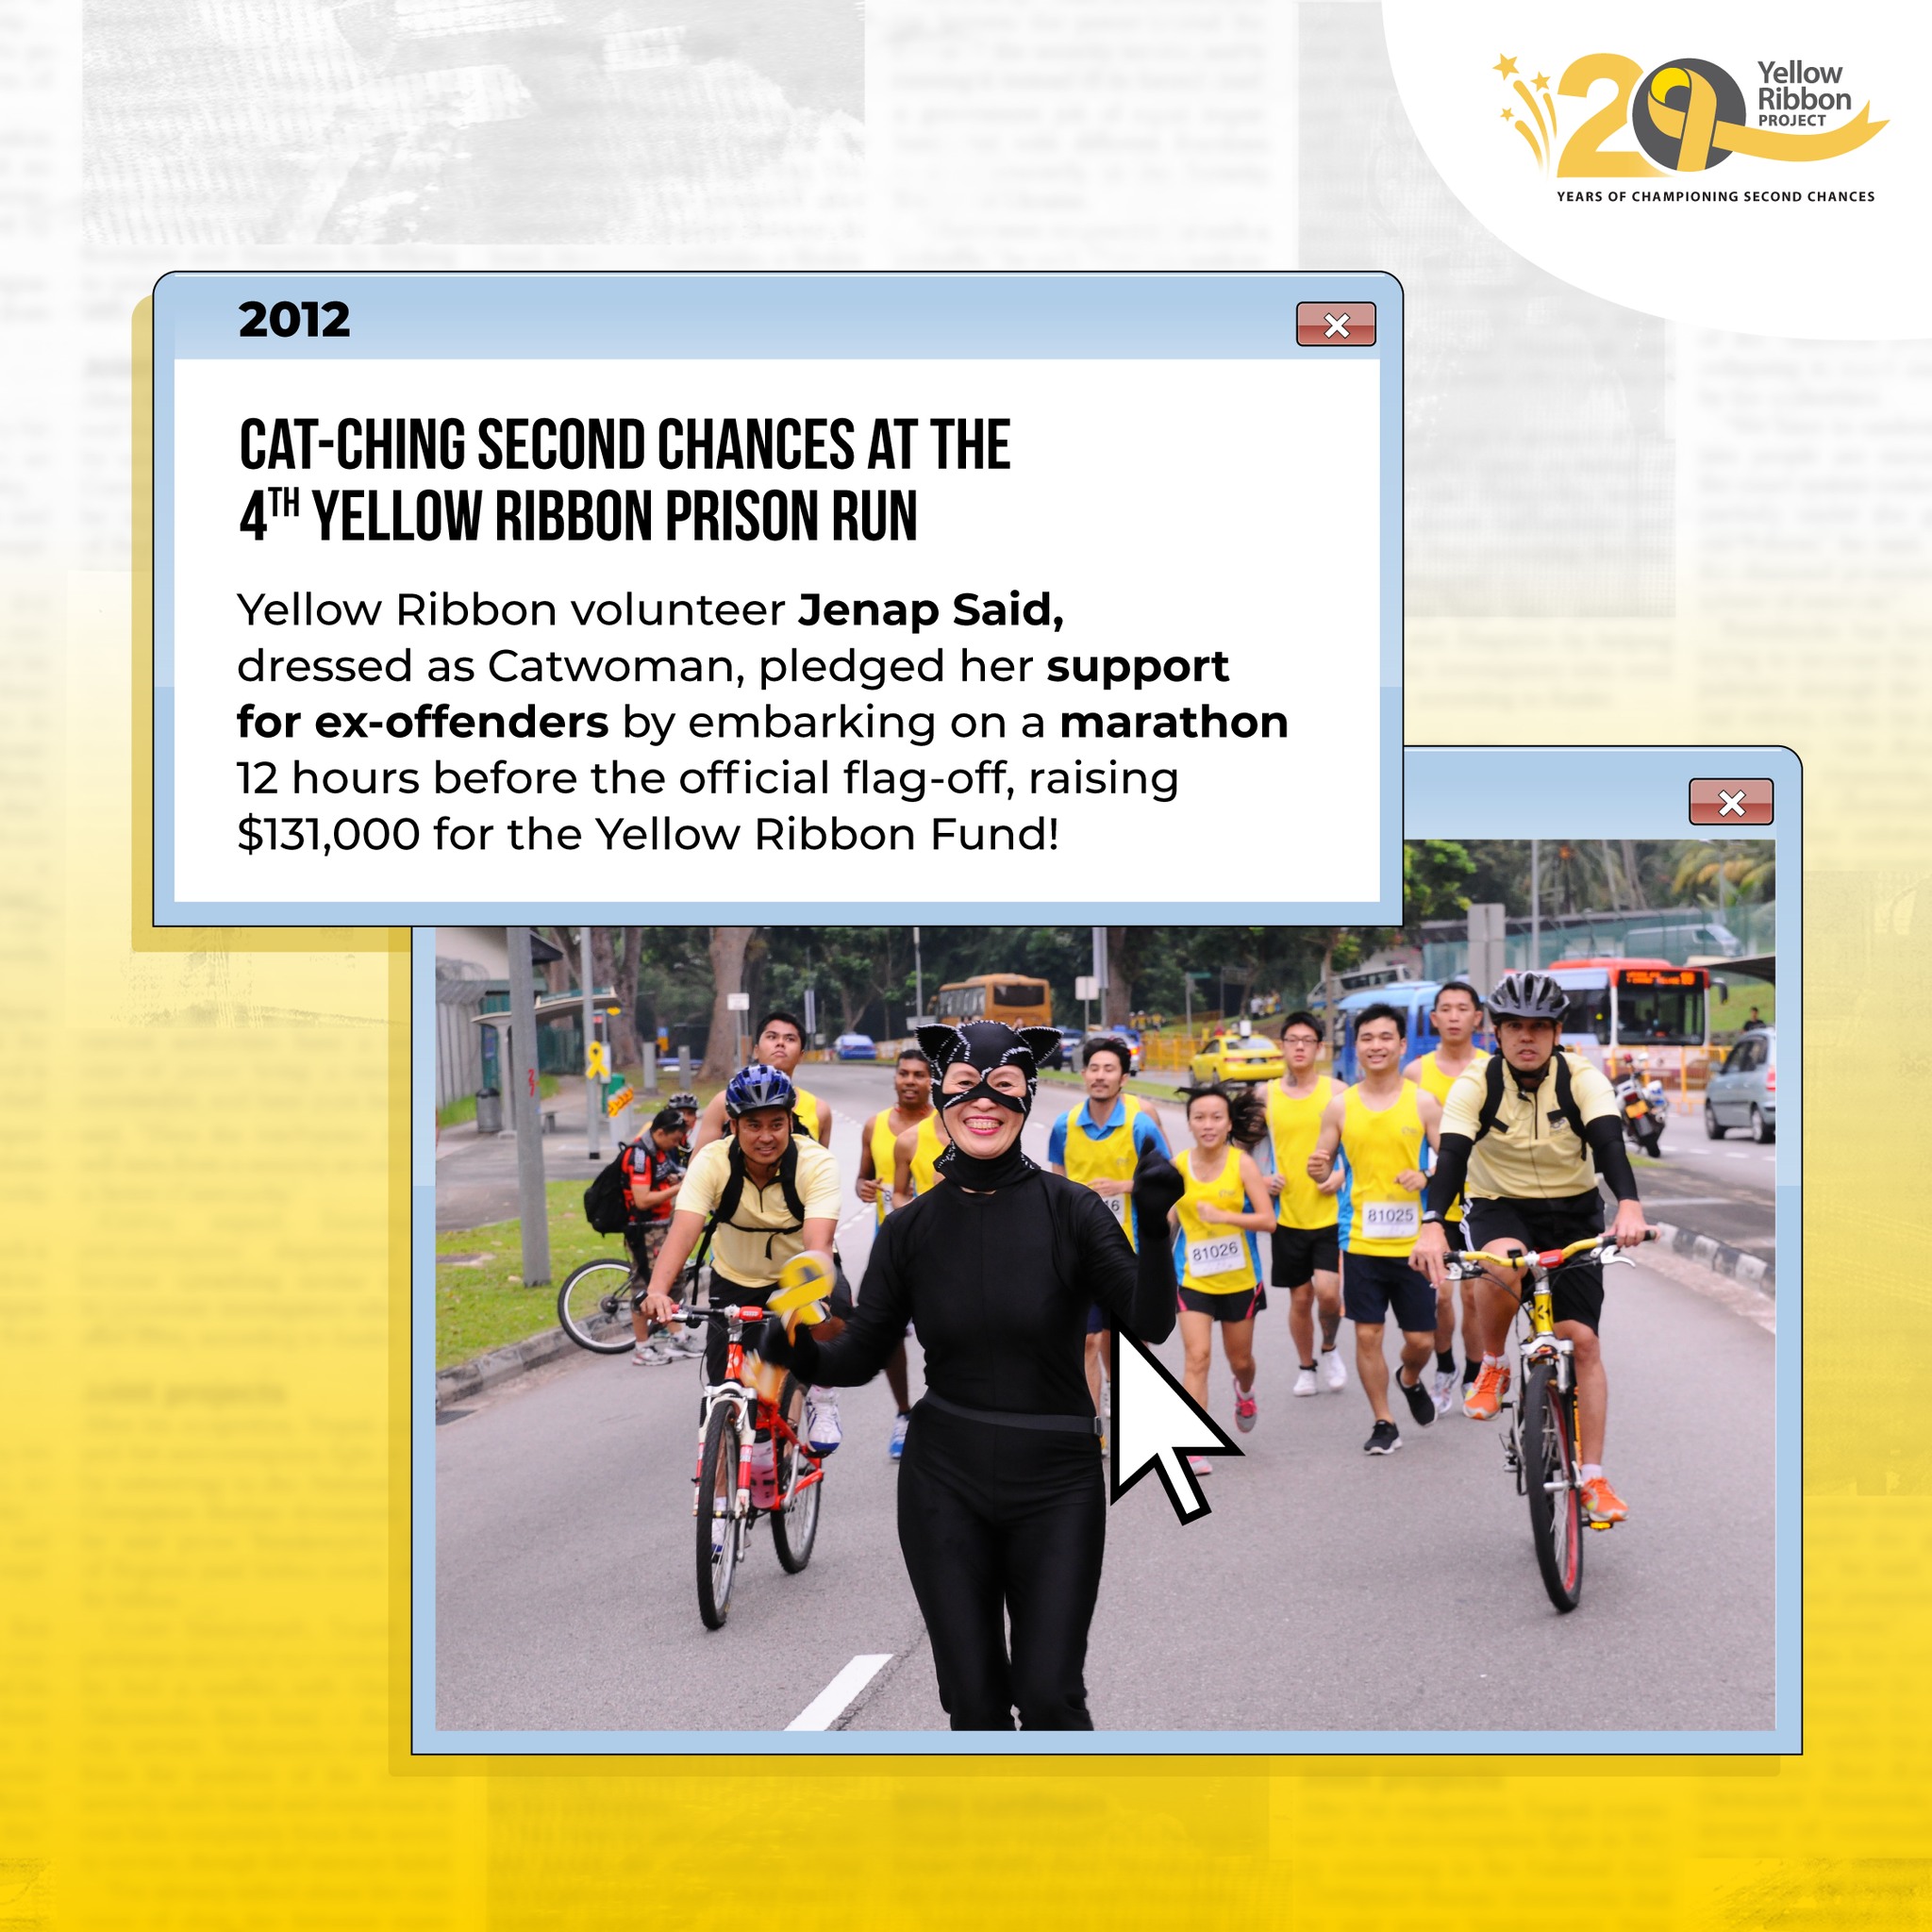 Yellow
Ribbon
PROJECT
20
YEARS OF CHAMPIONING SECOND CHANCES
2012
CAT-CHING SECOND CHANCES AT THE
4TH YELLOW RIBBON PRISON RUN
Yellow Ribbon volunteer Jenap Said,
dressed as Catwoman, pledged her support
for ex-offenders by embarking on a marathon
12 hours before the official flag-off, raising
$131,000 for the Yellow Ribbon Fund!
81025
81026